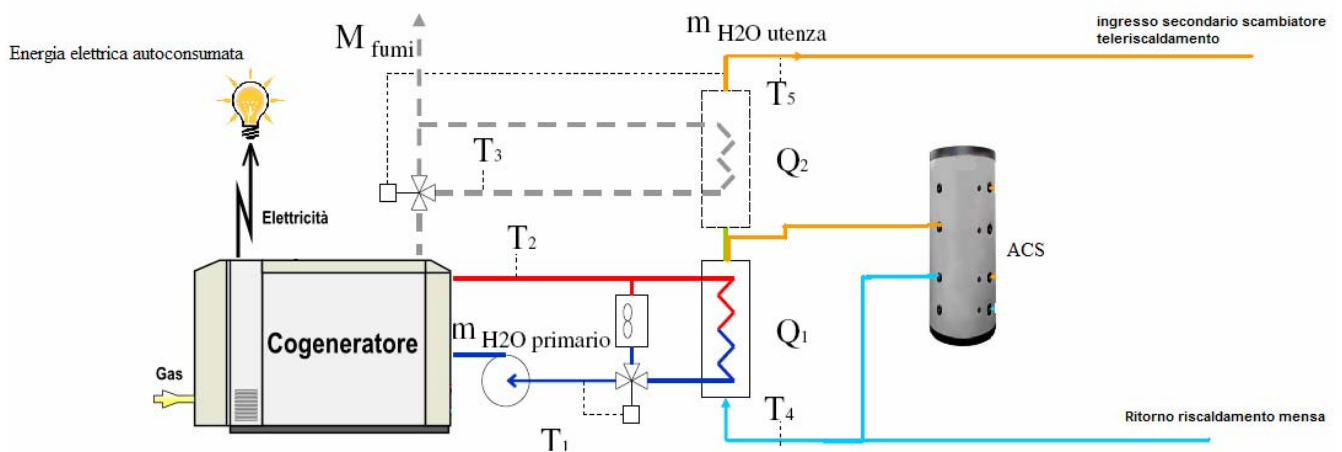 ingresso secondario scambiatore
teleriscaldamento
m H2O utenza
M fumi
Energia elettrica autoconsumata
T5
T3
Q2
Elettricità
T2
ACS
Cogeneratore
m H2O primario
Q1
Gas
T4
Ritorno riscaldamento mensa
T1